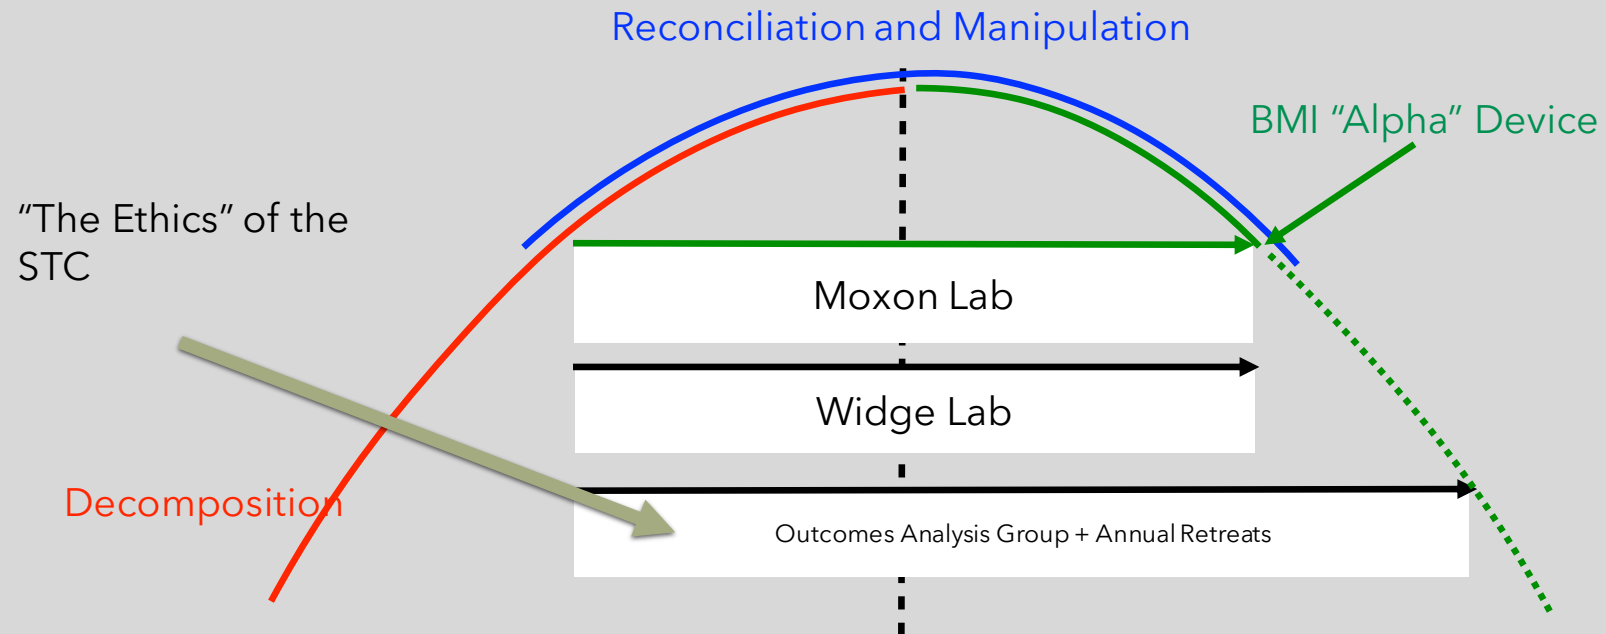 Reconciliation and Manipulation
BMI “Alpha” Device
“The Ethics” of the
STC
Moxon Lab
Widge Lab
Decomposition
Outcomes Analysis Group + Annual Retreats